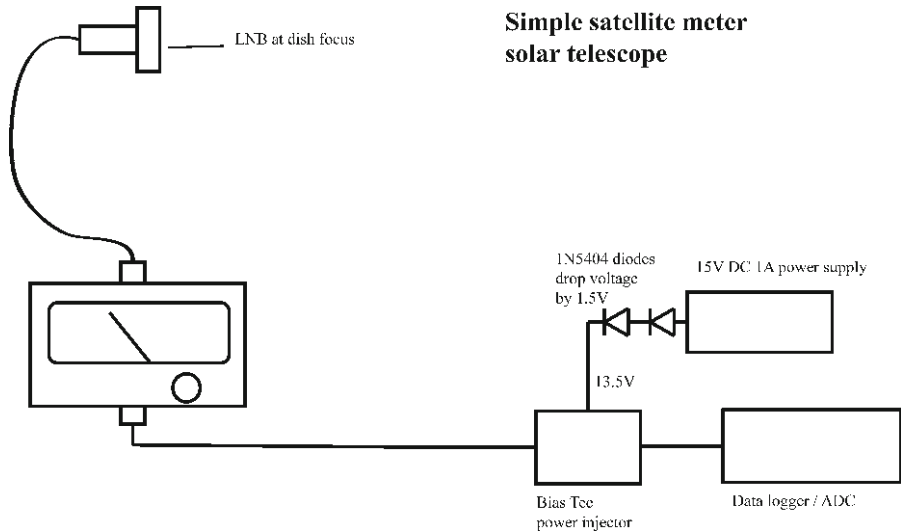 Simple satellite meter
solar telescope
LNB at dish focus
1N5404 diodes
drop voltage
by 1.5V
15V DC 1A power supply
13.5V
Bias Tee
power injector
Data logger / ADC